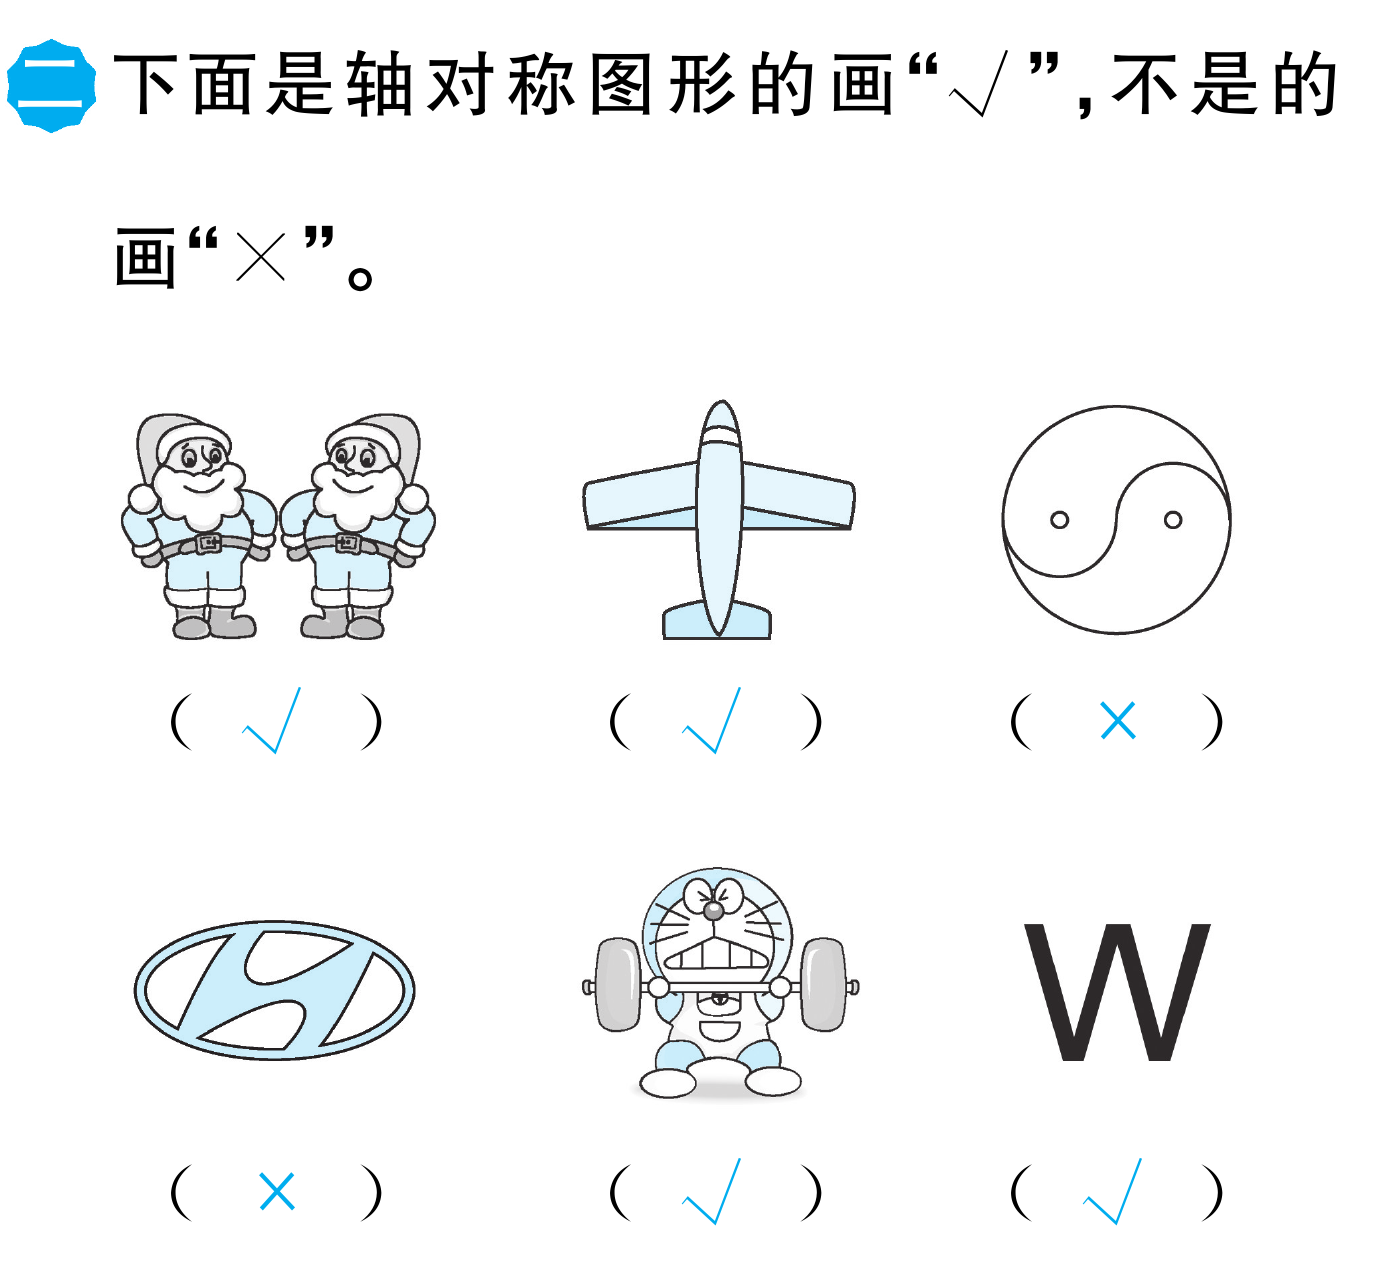 二 下面是轴对称图形的画“√”,不是的
画“×”。
( √ ) ( √ ) ( × )
W
( × ) ( √ ) ( √ )